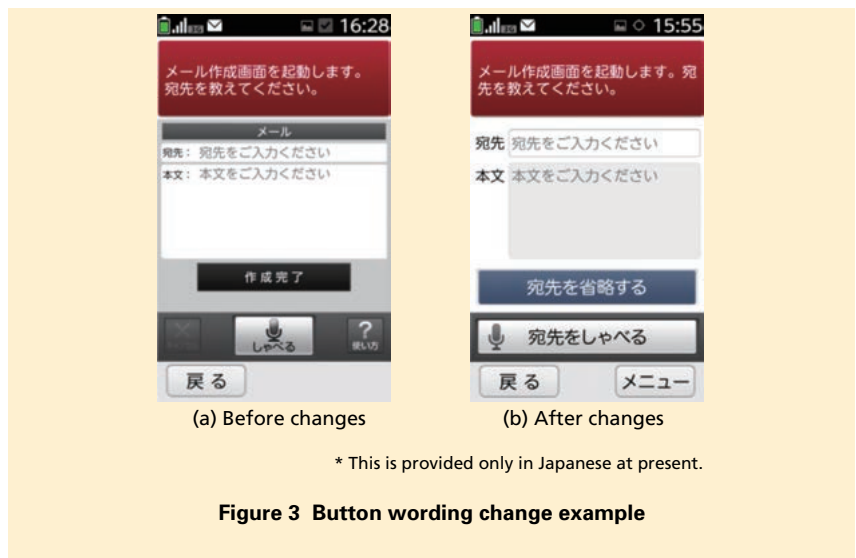 16:28
メール作成画面を起動します。
宛先を教えてください。
メール
宛先： 宛先をご入力ください
本文： 本文をご入力ください
作成完了
しゃべる
?
使い方
戻る
(a) Before changes
15:55
メール作成画面を起動します。宛
先を教えてください。
宛先 宛先をご入力ください
本文 本文をご入力ください
宛先を省略する
宛先をしゃべる
戻る メニュー
(b) After changes
* This is provided only in Japanese at present.
Figure 3 Button wording change example